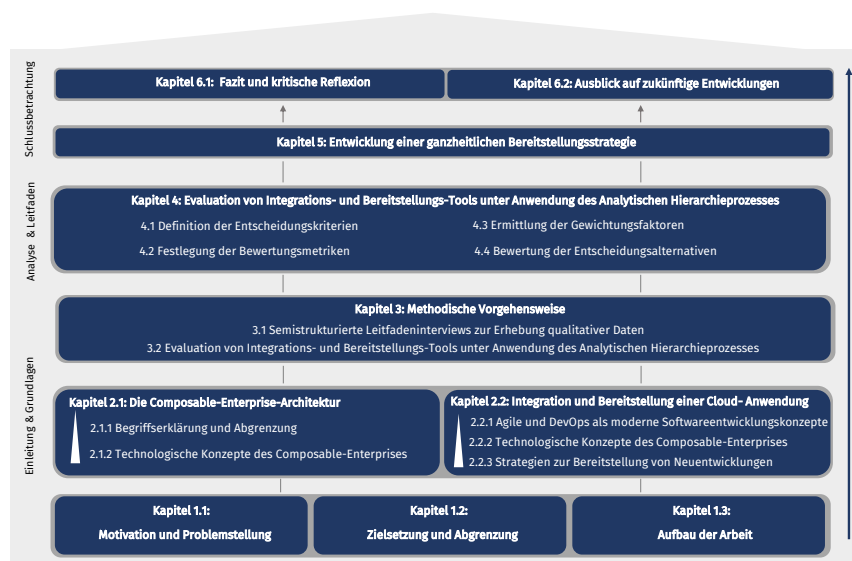 Schlussbetrachtung
Kapitel 6.1: Fazit und kritische Reflexion
Kapitel 6.2: Ausblick auf zukünftige Entwicklungen
Kapitel 5: Entwicklung einer ganzheitlichen Bereitstellungsstrategie
Analyse & Leitfaden
Kapitel 4: Evaluation von Integrations- und Bereitstellungs-Tools unter Anwendung des Analytischen Hierarchieprozesses
4.1 Definition der Entscheidungskriterien
4.2 Festlegung der Bewertungsmetriken
4.3 Ermittlung der Gewichtungsfaktoren
4.4 Bewertung der Entscheidungsalternativen
Kapitel 3: Methodische Vorgehensweise
3.1 Semistrukturierte Leitfadeninterviews zur Erhebung qualitativer Daten
3.2 Evaluation von Integrations- und Bereitstellungs-Tools unter Anwendung des Analytischen Hierarchieprozesses
Einleitung & Grundlagen
Kapitel 2.1: Die Composable-Enterprise-Architektur
2.1.1 Begriffserklärung und Abgrenzung
2.1.2 Technologische Konzepte des Composable-Enterprises
Kapitel 2.2: Integration und Bereitstellung einer Cloud- Anwendung
2.2.1 Agile und DevOps als moderne Softwareentwicklungskonzepte
2.2.2 Technologische Konzepte des Composable-Enterprises
2.2.3 Strategien zur Bereitstellung von Neuentwicklungen
Kapitel 1.1:
Motivation und Problemstellung
Kapitel 1.2:
Zielsetzung und Abgrenzung
Kapitel 1.3:
Aufbau der Arbeit